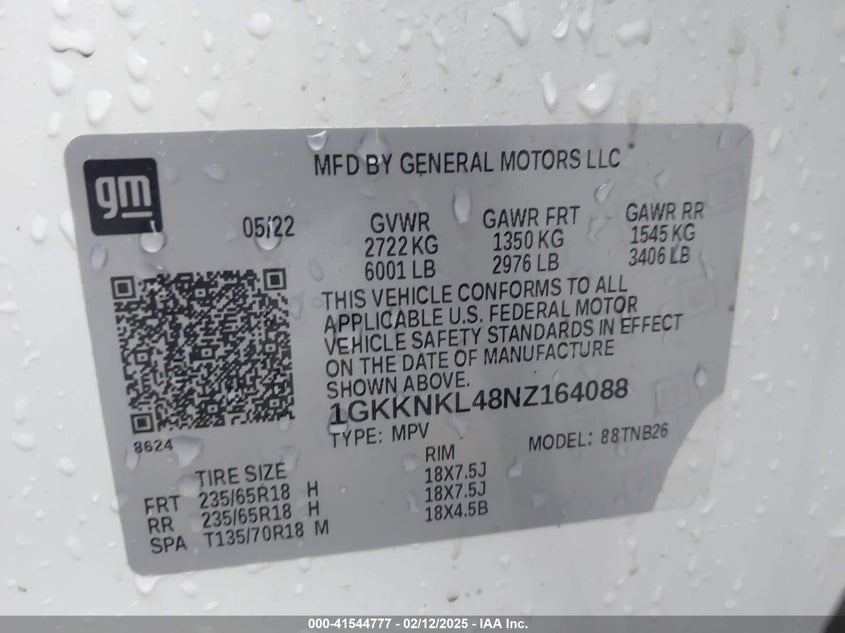 gm
MFD BY GENERAL MOTORS LLC
05/22 GVWR GAWR FRT GAWR RR
2722 KG 1350 KG 1545 KG
6001 LB 2976 LB 3406 LB
THIS VEHICLE CONFORMS TO ALL
APPLICABLE U.S. FEDERAL MOTOR
VEHICLE SAFETY STANDARDS IN EFFECT
ON THE DATE OF MANUFACTURE
SHOWN ABOVE.
1GKKNKL48NZ164088
8624 TYPE: MPV MODEL: 88TNB26
TIRE SIZE RIM
FRT 235/65R18 H 18X7.5J
RR 235/65R18 H 18X7.5J
SPA T135/70R18 M 18X4.5B
000-41544777 - 02/12/2025 - IAA Inc.